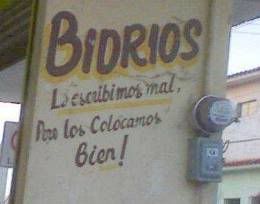 BiDRiOS
Lo escribimos mal,
Pero los Colocamos
Bien!